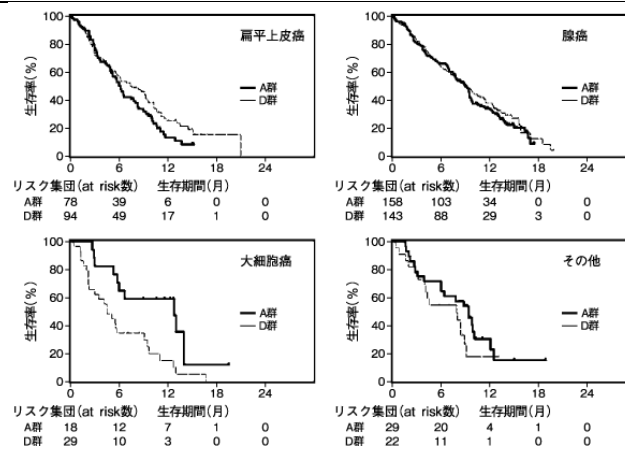 扁平上皮癌
生存率(%)
100
80
60
40
20
0
A群
D群
0 6 12 18 24
リスク集団(at risk数) 生存期間(月)
A群 78 39 6 0 0
D群 94 49 17 1 0
腺癌
生存率(%)
100
80
60
40
20
0
A群
D群
0 6 12 18 24
リスク集団(at risk数) 生存期間(月)
A群 158 103 34 0 0
D群 143 88 29 3 0
大細胞癌
生存率(%)
100
80
60
40
20
0
A群
D群
0 6 12 18 24
リスク集団(at risk数) 生存期間(月)
A群 18 12 7 1 0
D群 29 10 3 0 0
その他
生存率(%)
100
80
60
40
20
0
A群
D群
0 6 12 18 24
リスク集団(at risk数) 生存期間(月)
A群 29 20 4 1 0
D群 22 11 1 0 0